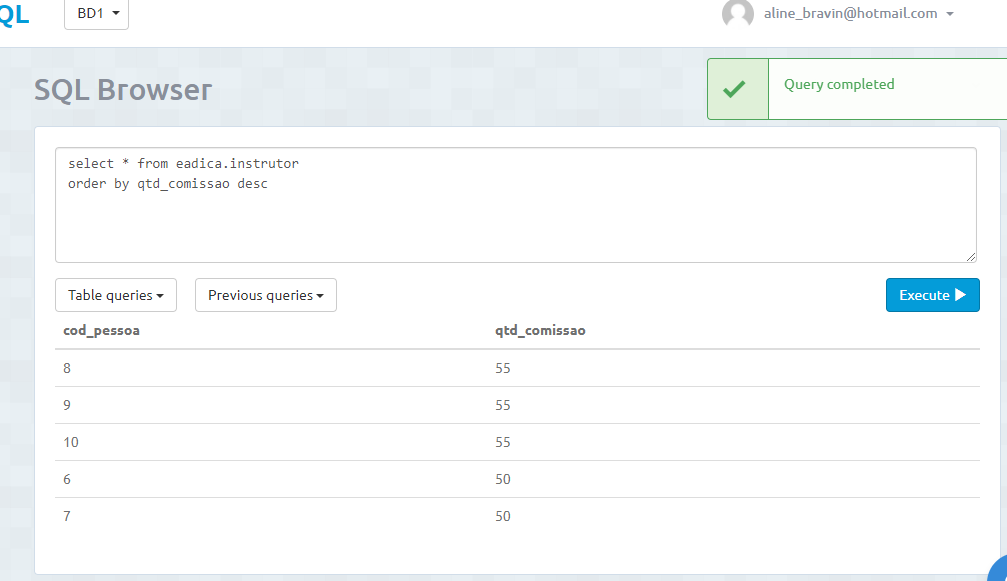 QL
BD1
aline_bravin@hotmail.com
SQL Browser
Query completed
select * from eadica.instrutor
order by qtd_comissao desc
Table queries
Previous queries
Execute
cod_pessoa qtd_comissao
8 55
9 55
10 55
6 50
7 50